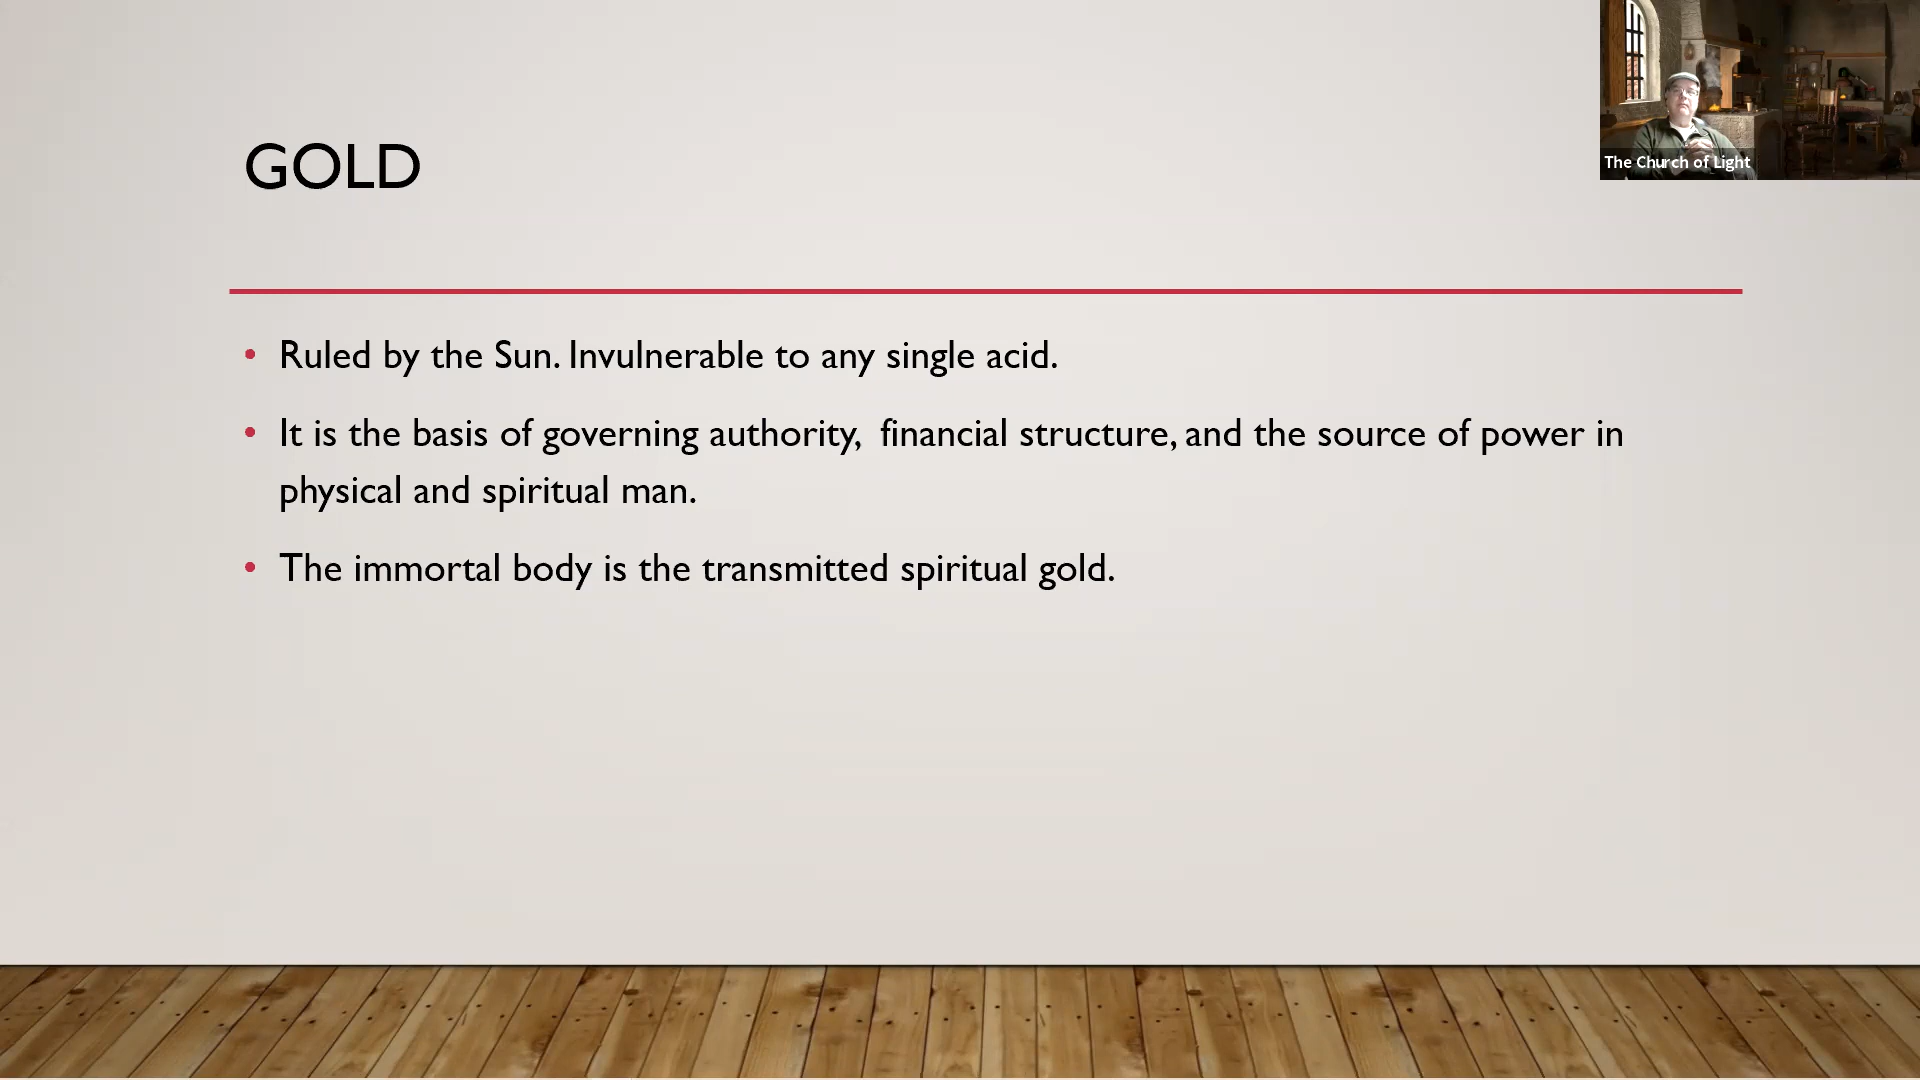 GOLD
The Church of Light
• Ruled by the Sun. Invulnerable to any single acid.
• It is the basis of governing authority,  financial structure, and the source of power in
physical and spiritual man.
• The immortal body is the transmitted spiritual gold.